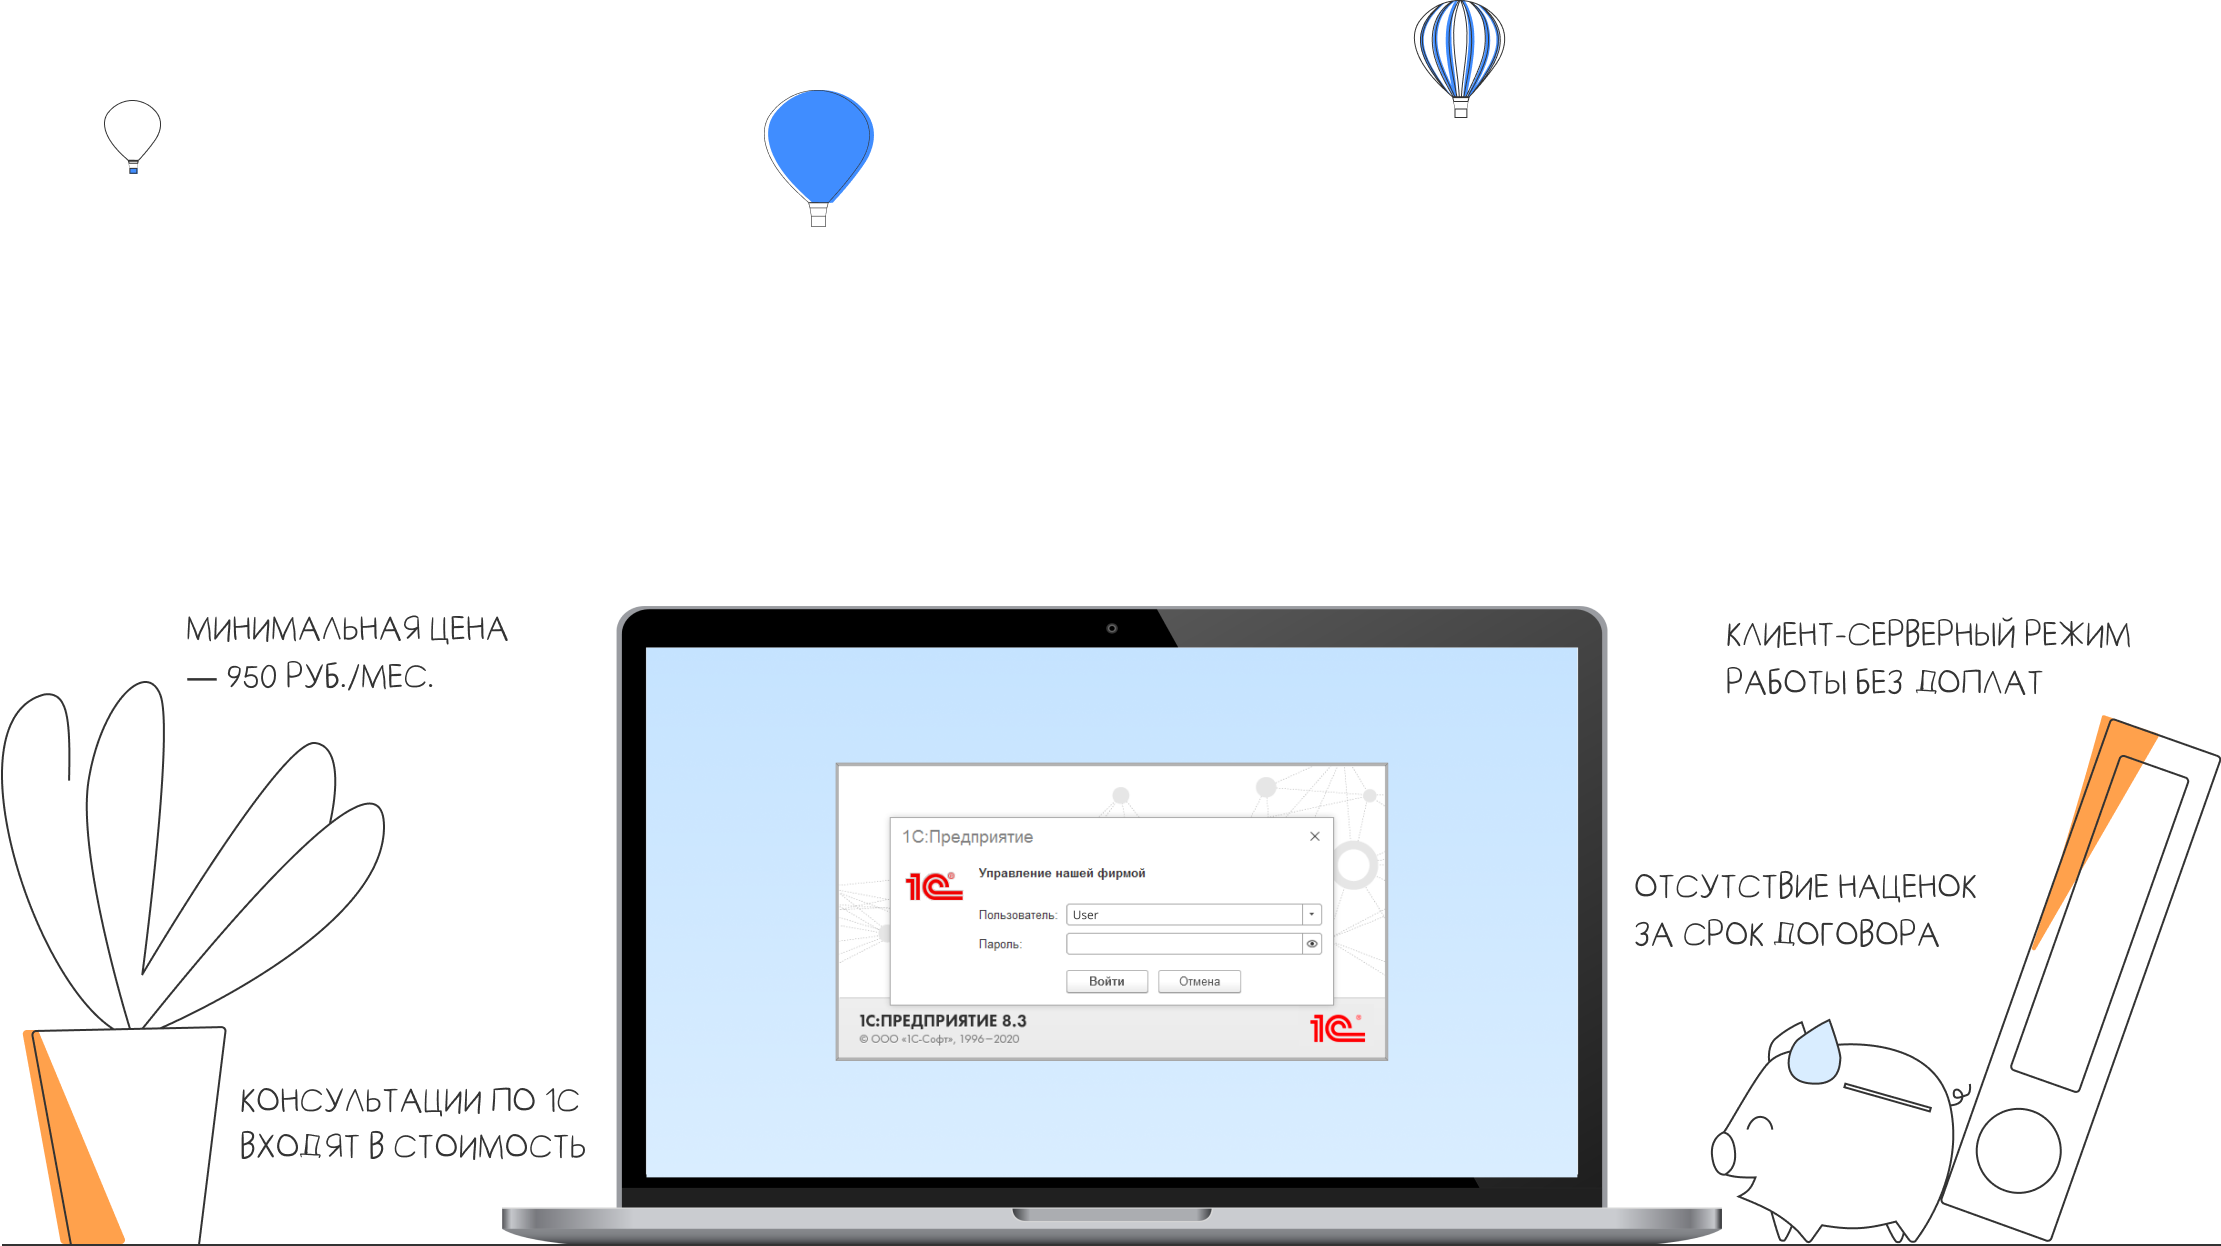 МИНИМАЛЬНАЯ ЦЕНА
— 950 РУБ./МЕС.
КЛИЕНТ-СЕРВЕРНЫЙ РЕЖИМ
РАБОТЫ БЕЗ ДОПЛАТ
1С:Предприятие
1С®
Управление нашей фирмой
Пользователь: User
Пароль:
Войти Отмена
1С:ПРЕДПРИЯТИЕ 8.3
© ООО «1С-Софт», 1996–2020
1С®
ОТСУТСТВИЕ НАЦЕНОК
ЗА СРОК ДОГОВОРА
КОНСУЛЬТАЦИИ ПО 1С
ВХОДЯТ В СТОИМОСТЬ